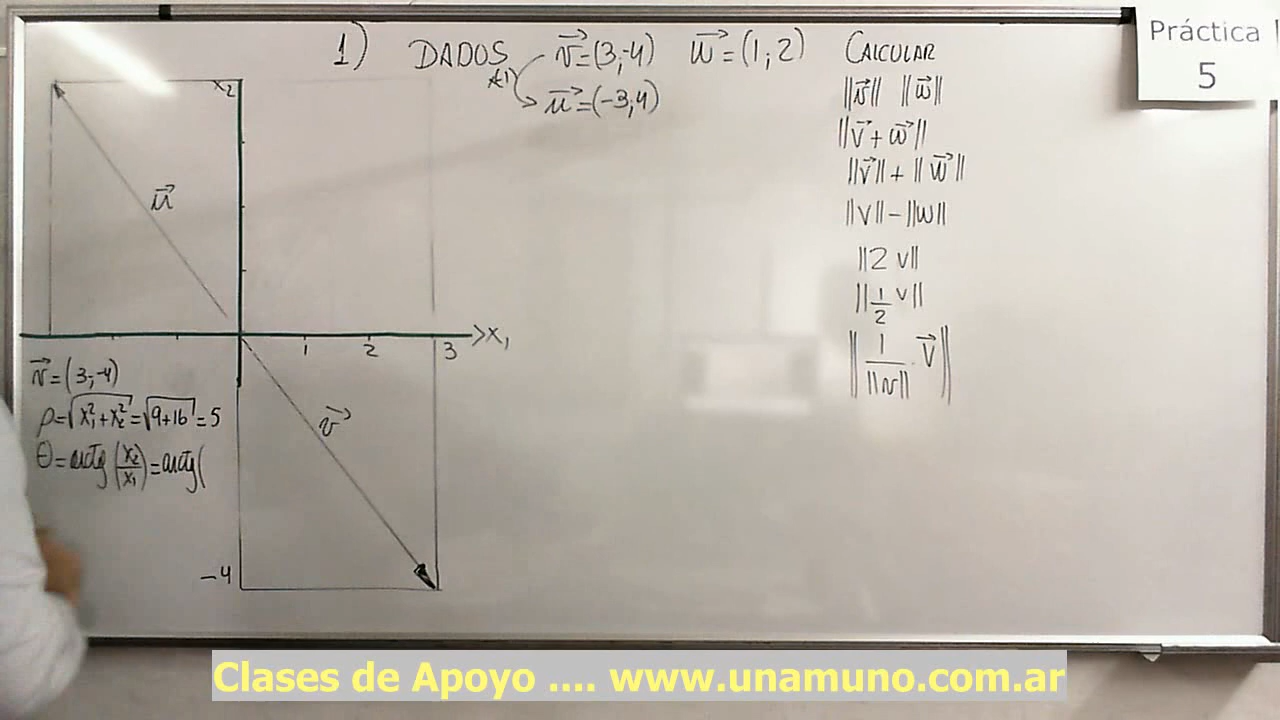 Práctica
5
1) DADOS v⃗=(3;-4) w⃗=(1;2) CALCULAR
u⃗=(-3;4)
||v⃗|| ||w⃗||
||v⃗+w⃗||
||v⃗||+||w⃗||
||v||-||w||
||2 v||
||1/2 v||
||1/||v|| · v⃗||
x₂
u⃗
1 2 3 x₁
v⃗=(3;-4)
ρ=√x₁²+x₂²=√9+16=5
θ=arctg(x₂/x₁)=arctg(
v⃗
-4
Clases de Apoyo .... www.unamuno.com.ar